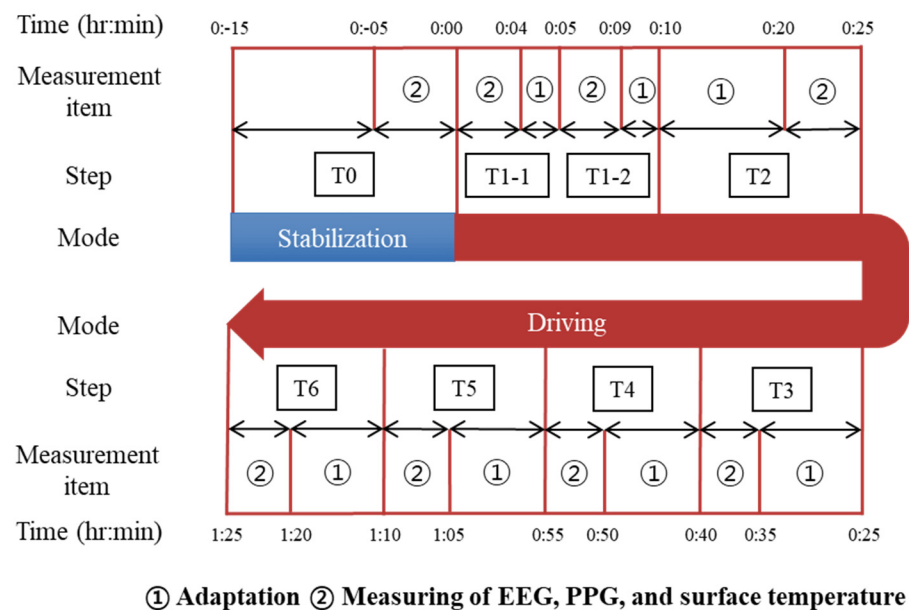 Time (hr:min) 0:-15 0:-05 0:00 0:04 0:05 0:09 0:10 0:20 0:25
Measurement
item
② ② ① ② ① ① ②
Step T0 T1-1 T1-2 T2
Mode Stabilization
Mode Driving
Step T6 T5 T4 T3
Measurement
item
② ① ② ① ② ① ② ①
Time (hr:min) 1:25 1:20 1:10 1:05 0:55 0:50 0:40 0:35 0:25
① Adaptation ② Measuring of EEG, PPG, and surface temperature